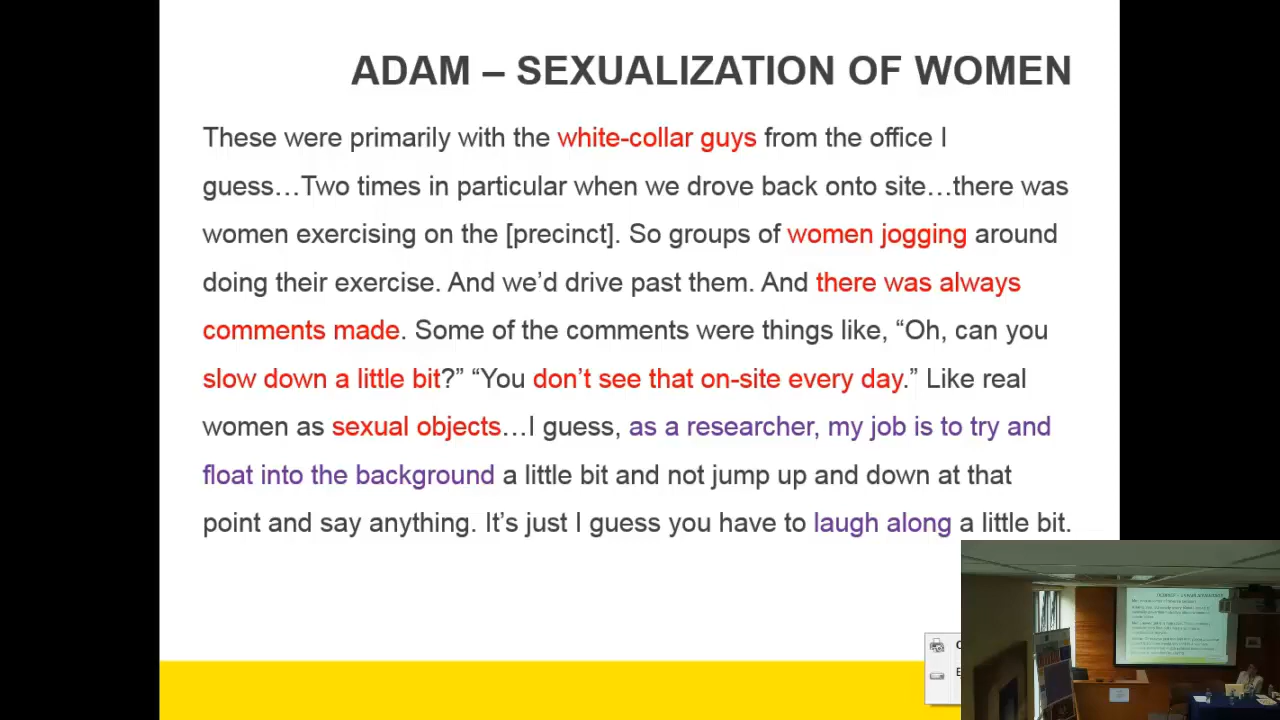 ADAM – SEXUALIZATION OF WOMEN
These were primarily with the white-collar guys from the office I
guess…Two times in particular when we drove back onto site…there was
women exercising on the [precinct]. So groups of women jogging around
doing their exercise. And we’d drive past them. And there was always
comments made. Some of the comments were things like, “Oh, can you
slow down a little bit?” “You don’t see that on-site every day.” Like real
women as sexual objects…I guess, as a researcher, my job is to try and
float into the background a little bit and not jump up and down at that
point and say anything. It’s just I guess you have to laugh along a little bit.